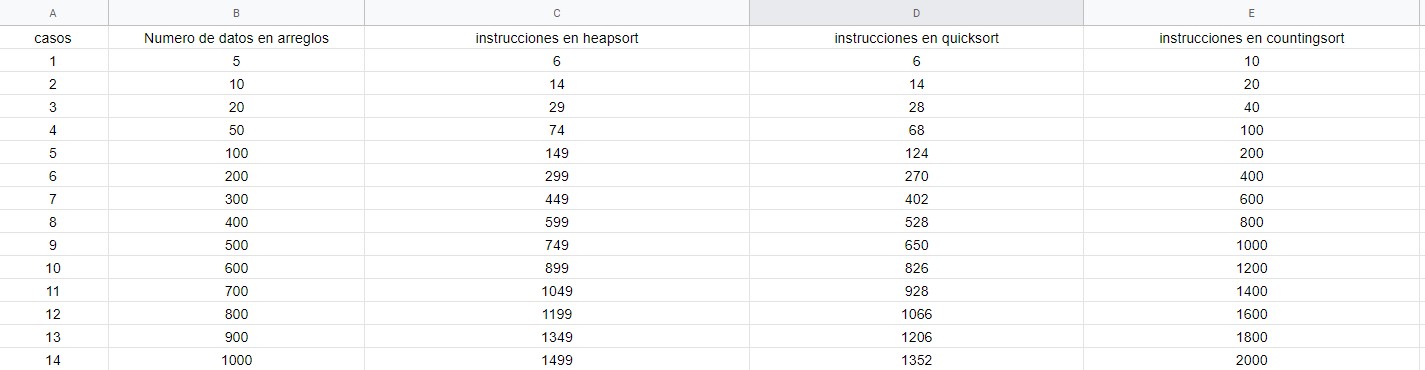 A B C D E
casos Numero de datos en arreglos instrucciones en heapsort instrucciones en quicksort instrucciones en countingsort
1 5 6 6 10
2 10 14 14 20
3 20 29 28 40
4 50 74 68 100
5 100 149 124 200
6 200 299 270 400
7 300 449 402 600
8 400 599 528 800
9 500 749 650 1000
10 600 899 826 1200
11 700 1049 928 1400
12 800 1199 1066 1600
13 900 1349 1206 1800
14 1000 1499 1352 2000